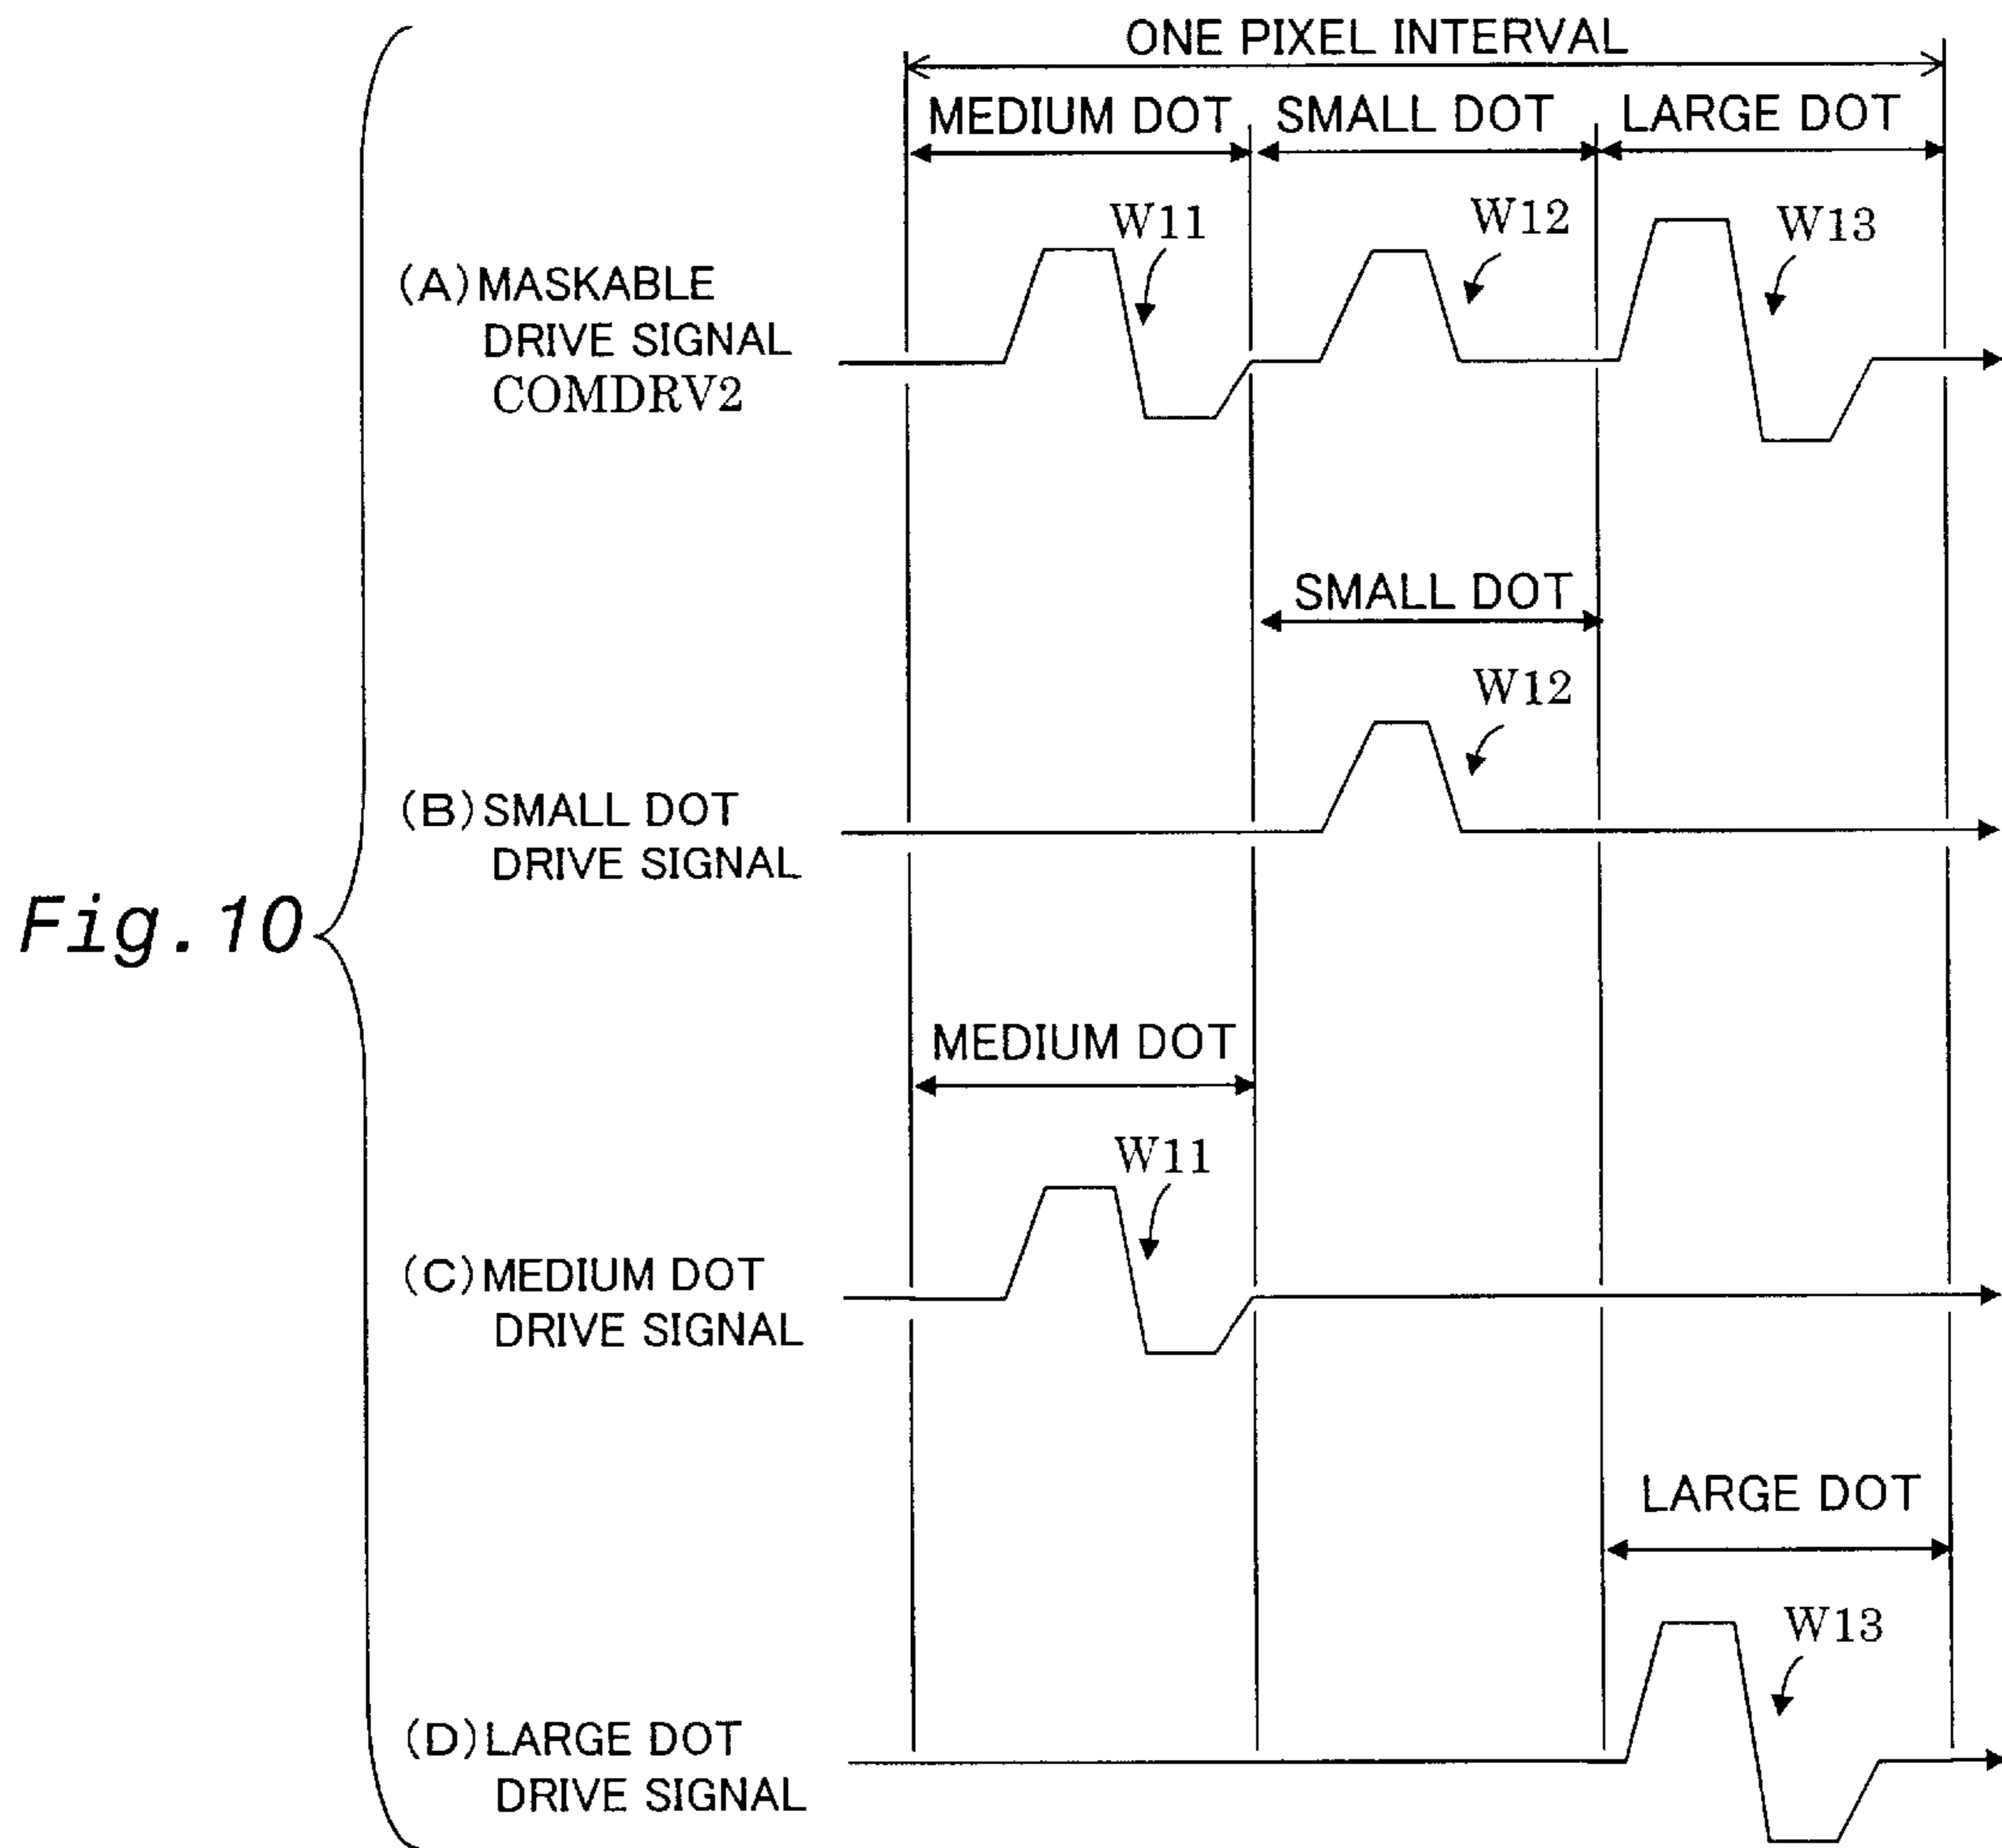 Fig.10
ONE PIXEL INTERVAL
MEDIUM DOT SMALL DOT LARGE DOT
W11 W12 W13
(A)MASKABLE
DRIVE SIGNAL
COMDRV2
SMALL DOT
W12
(B)SMALL DOT
DRIVE SIGNAL
MEDIUM DOT
W11
(C)MEDIUM DOT
DRIVE SIGNAL
LARGE DOT
W13
(D)LARGE DOT
DRIVE SIGNAL